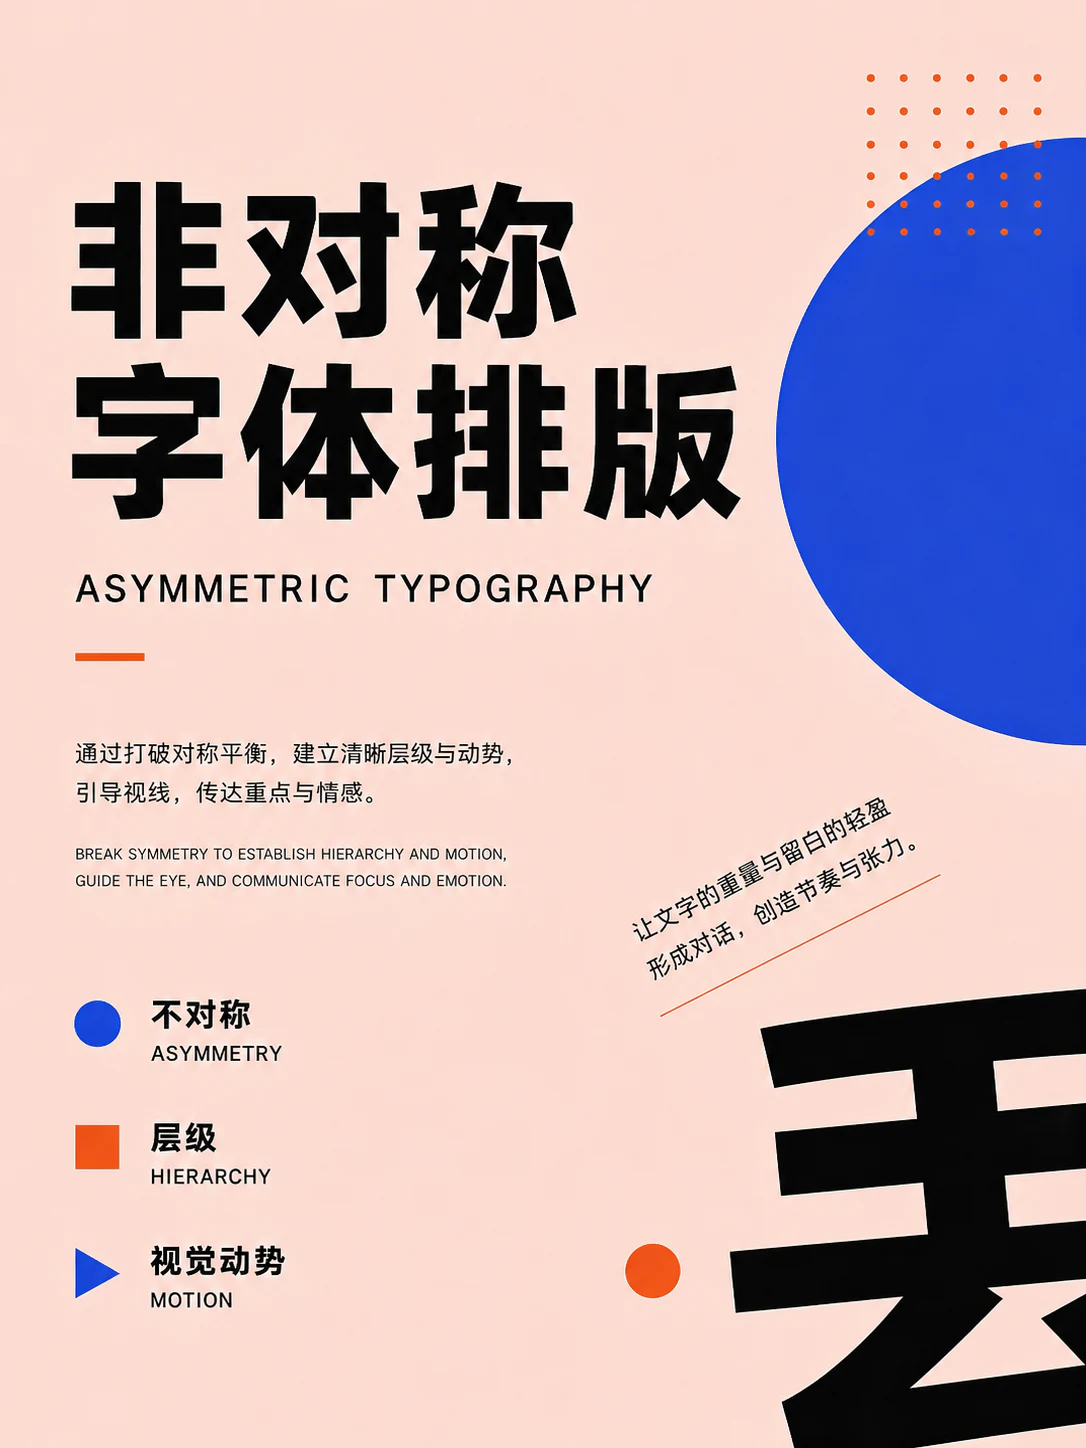 非对称
字体排版
ASYMMETRIC TYPOGRAPHY
通过打破对称平衡，建立清晰层级与动势，
引导视线，传达重点与情感。
BREAK SYMMETRY TO ESTABLISH HIERARCHY AND MOTION,
GUIDE THE EYE, AND COMMUNICATE FOCUS AND EMOTION.
让文字的重量与留白的轻盈
形成对话，创造节奏与张力。
不对称
ASYMMETRY
层级
HIERARCHY
视觉动势
MOTION